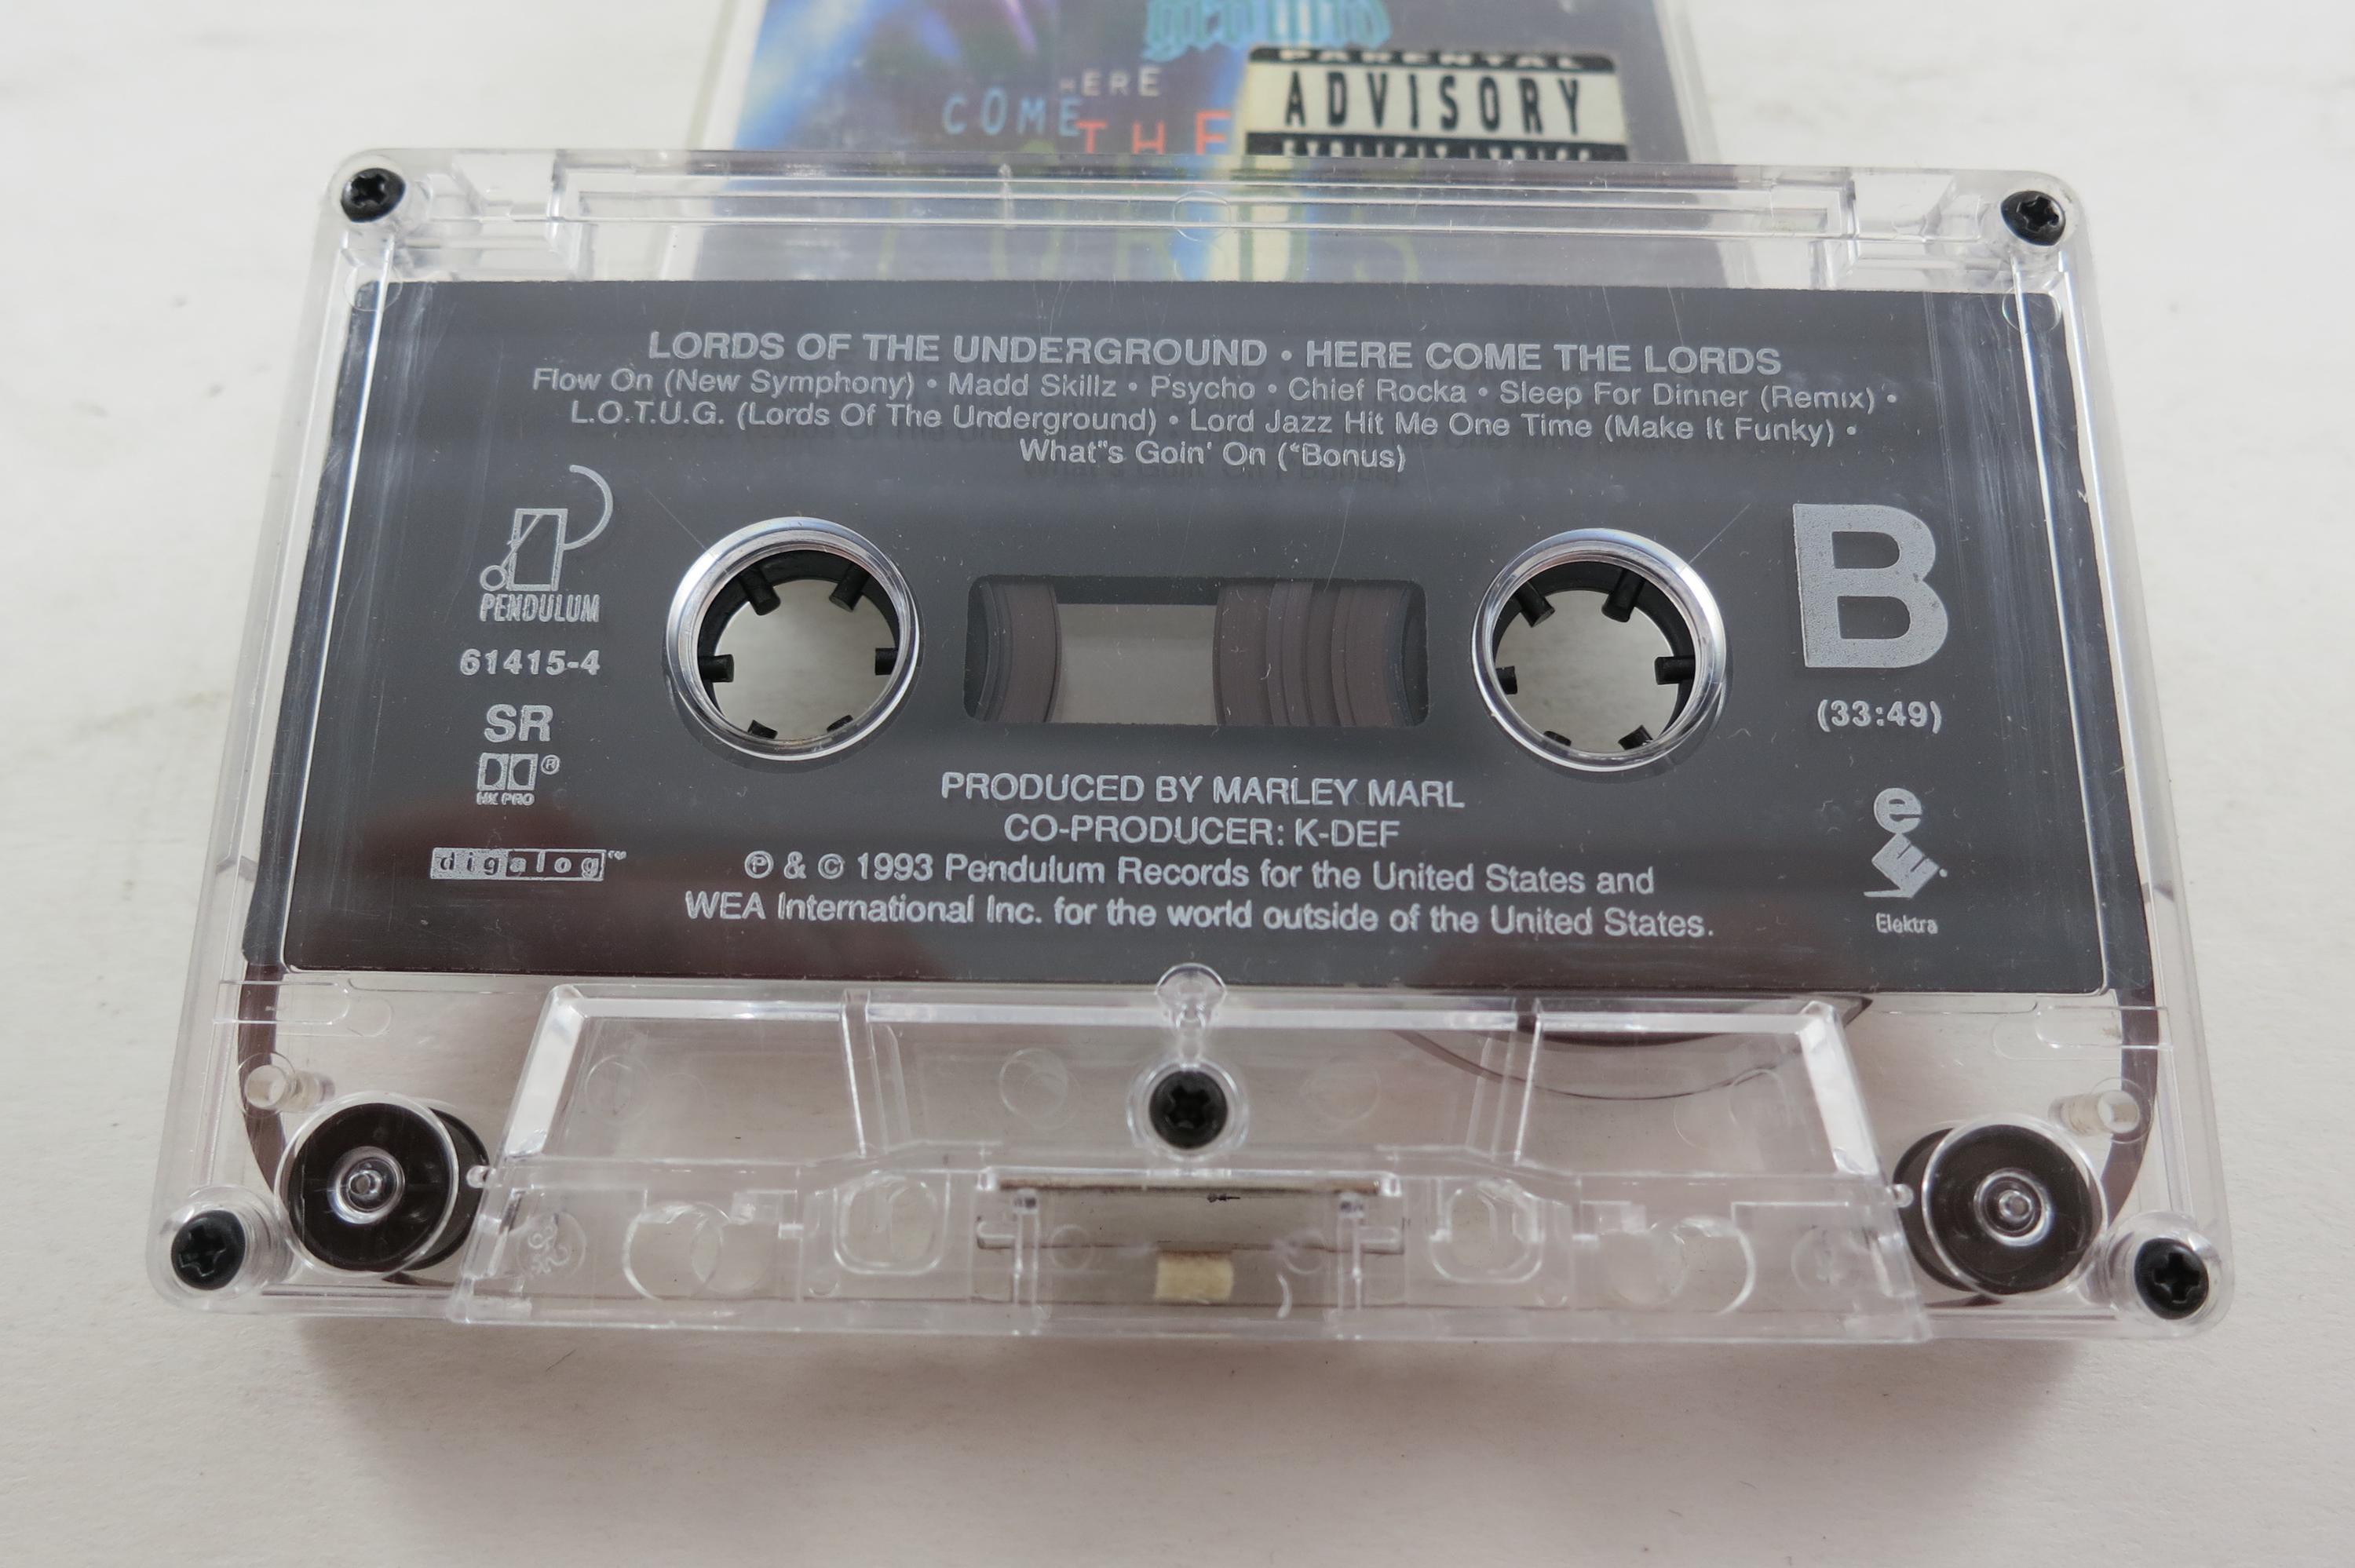 HERE
COME
THE
PARENTAL
ADVISORY
EXPLICIT LYRICS
LORDS
LORDS OF THE UNDERGROUND • HERE COME THE LORDS
Flow On (New Symphony) • Madd Skillz • Psycho • Chief Rocka • Sleep For Dinner (Remix) •
L.O.T.U.G. (Lords Of The Underground) • Lord Jazz Hit Me One Time (Make It Funky) •
What"s Goin' On (*Bonus)
PENDULUM
61415-4
SR
HX PRO
digalog™
B
(33:49)
PRODUCED BY MARLEY MARL
CO-PRODUCER: K-DEF
℗ & © 1993 Pendulum Records for the United States and
WEA International Inc. for the world outside of the United States.
e
Elektra